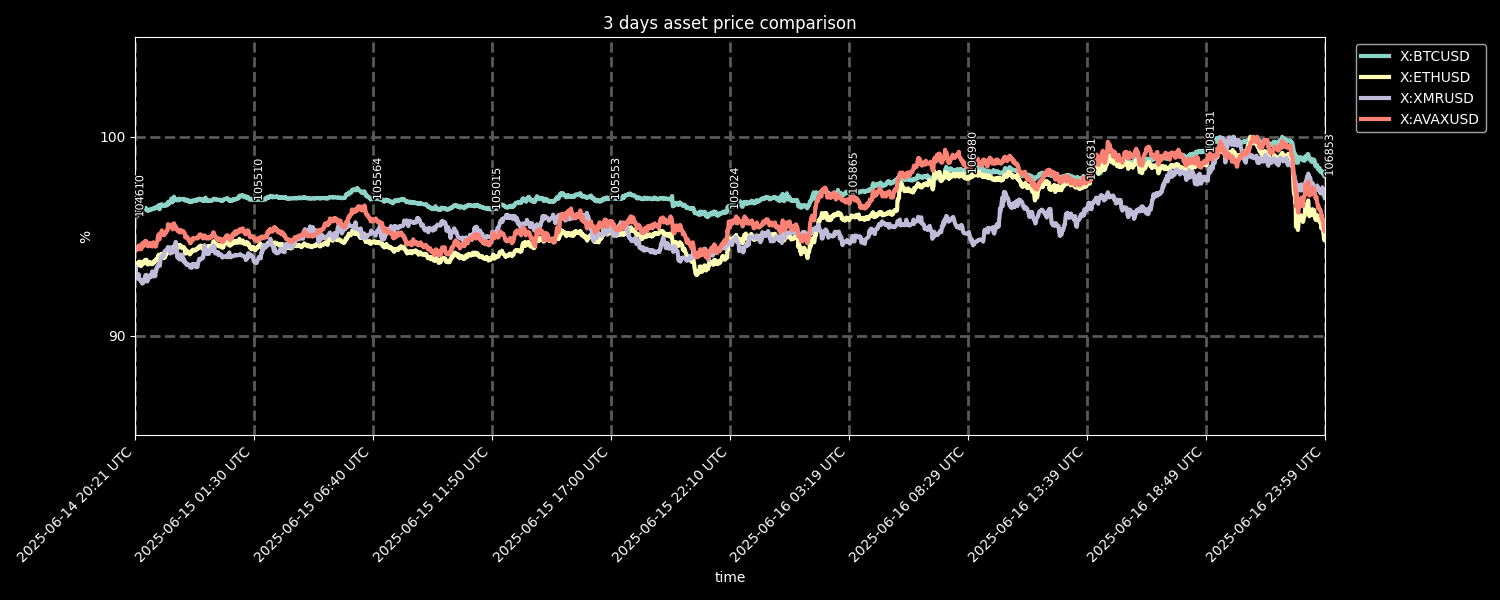 3 days asset price comparison
X:BTCUSD
X:ETHUSD
X:XMRUSD
X:AVAXUSD
100
90
%
104610
105510
105564
105015
105533
105024
105865
106980
106631
108131
106853
2025-06-14 20:21 UTC
2025-06-15 01:30 UTC
2025-06-15 06:40 UTC
2025-06-15 11:50 UTC
2025-06-15 17:00 UTC
2025-06-15 22:10 UTC
2025-06-16 03:19 UTC
2025-06-16 08:29 UTC
2025-06-16 13:39 UTC
2025-06-16 18:49 UTC
2025-06-16 23:59 UTC
time